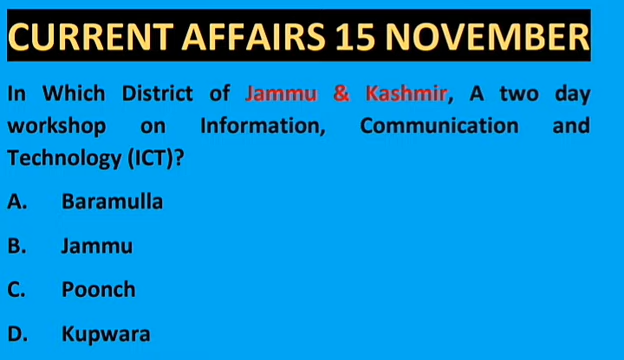 CURRENT AFFAIRS 15 NOVEMBER
In Which District of Jammu & Kashmir, A two day
workshop on Information, Communication and
Technology (ICT)?
A. Baramulla
B. Jammu
C. Poonch
D. Kupwara